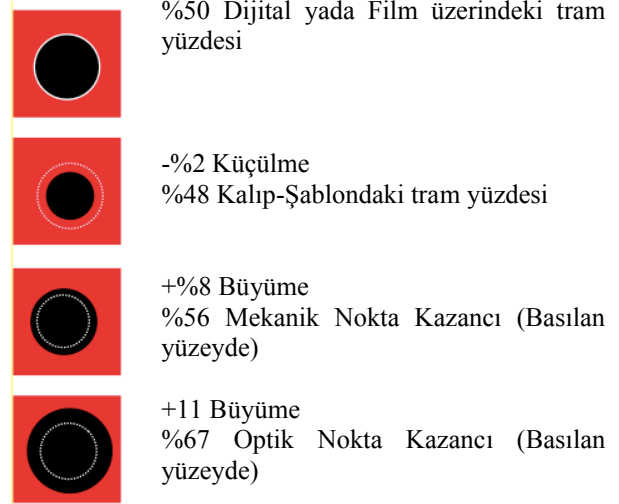 %50 Dijital yada Film üzerindeki tram
yüzdesi
-%2 Küçülme
%48 Kalıp-Şablondaki tram yüzdesi
+%8 Büyüme
%56 Mekanik Nokta Kazancı (Basılan
yüzeyde)
+11 Büyüme
%67 Optik Nokta Kazancı (Basılan
yüzeyde)